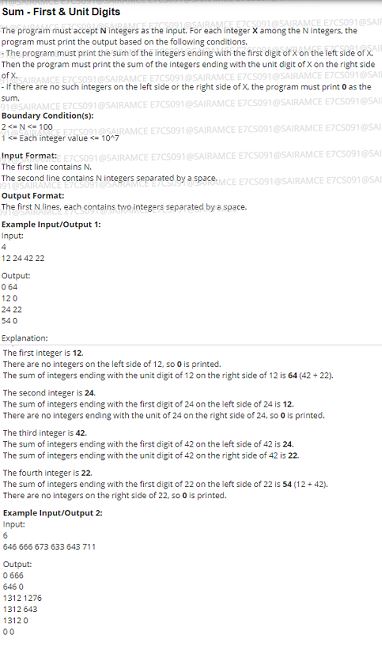 Sum - First & Unit Digits
The program must accept N integers as the input. For each integer X among the N integers, the
program must print the output based on the following conditions.
- The program must print the sum of the integers ending with the first digit of X on the left side of X.
Then the program must print the sum of the integers ending with the unit digit of X on the right side
of X.
- If there are no such integers on the left side or the right side of X, the program must print 0 as the
sum.
Boundary Condition(s):
2 <= N <= 100
1 <= Each integer value <= 10^7
Input Format:
The first line contains N.
The second line contains N integers separated by a space.
Output Format:
The first N lines, each contains two integers separated by a space.
Example Input/Output 1:
Input:
4
12 24 42 22
Output:
0 64
12 0
24 22
54 0
Explanation:
The first integer is 12.
There are no integers on the left side of 12, so 0 is printed.
The sum of integers ending with the unit digit of 12 on the right side of 12 is 64 (42 + 22).
The second integer is 24.
The sum of integers ending with the first digit of 24 on the left side of 24 is 12.
There are no integers ending with the unit of 24 on the right side of 24, so 0 is printed.
The third integer is 42.
The sum of integers ending with the first digit of 42 on the left side of 42 is 24.
The sum of integers ending with the unit digit of 42 on the right side of 42 is 22.
The fourth integer is 22.
The sum of integers ending with the first digit of 22 on the left side of 22 is 54 (12 + 42).
There are no integers on the right side of 22, so 0 is printed.
Example Input/Output 2:
Input:
6
646 666 673 633 643 711
Output:
0 666
646 0
1312 1276
1312 643
1312 0
0 0